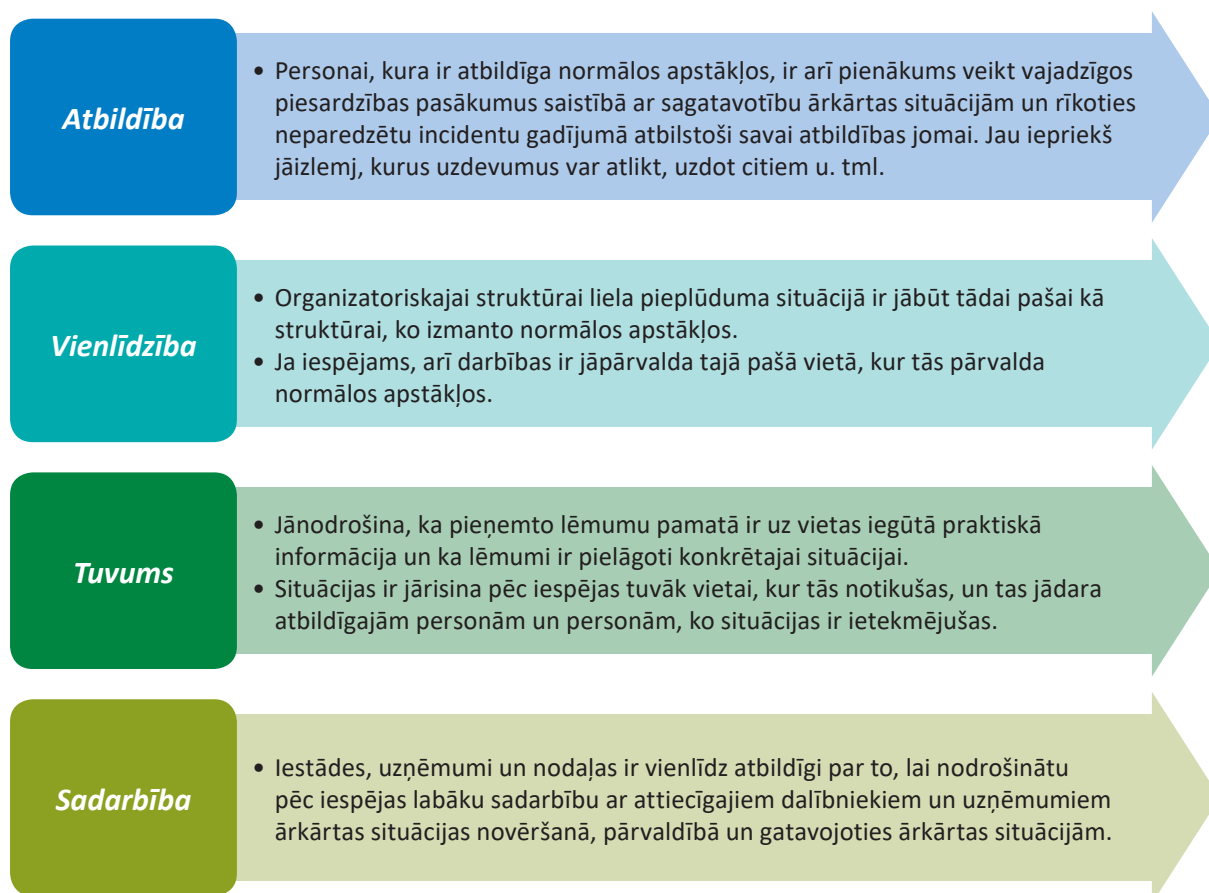 Atbildība
• Personai, kura ir atbildīga normālos apstākļos, ir arī pienākums veikt vajadzīgos
piesardzības pasākumus saistībā ar sagatavotību ārkārtas situācijām un rīkoties
neparedzētu incidentu gadījumā atbilstoši savai atbildības jomai. Jau iepriekš
jāizlemj, kurus uzdevumus var atlikt, uzdot citiem u. tml.
Vienlīdzība
• Organizatoriskajai struktūrai liela pieplūduma situācijā ir jābūt tādai pašai kā
struktūrai, ko izmanto normālos apstākļos.
• Ja iespējams, arī darbības ir jāpārvalda tajā pašā vietā, kur tās pārvalda
normālos apstākļos.
Tuvums
• Jānodrošina, ka pieņemto lēmumu pamatā ir uz vietas iegūtā praktiskā
informācija un ka lēmumi ir pielāgoti konkrētajai situācijai.
• Situācijas ir jārisina pēc iespējas tuvāk vietai, kur tās notikušas, un tas jādara
atbildīgajām personām un personām, ko situācijas ir ietekmējušas.
Sadarbība
• Iestādes, uzņēmumi un nodaļas ir vienlīdz atbildīgi par to, lai nodrošinātu
pēc iespējas labāku sadarbību ar attiecīgajiem dalībniekiem un uzņēmumiem
ārkārtas situācijas novēršanā, pārvaldībā un gatavojoties ārkārtas situācijām.